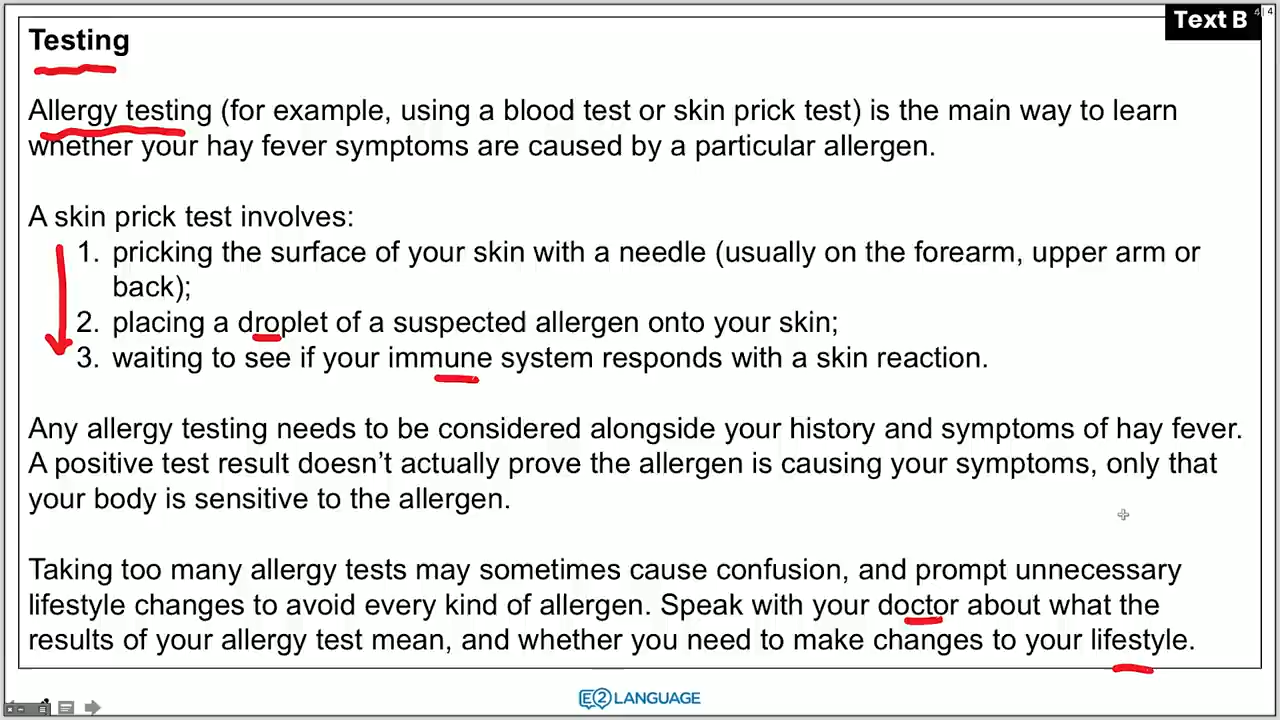 Text B
4 | 4
Testing
Allergy testing (for example, using a blood test or skin prick test) is the main way to learn
whether your hay fever symptoms are caused by a particular allergen.
A skin prick test involves:
1. pricking the surface of your skin with a needle (usually on the forearm, upper arm or
back);
2. placing a droplet of a suspected allergen onto your skin;
3. waiting to see if your immune system responds with a skin reaction.
Any allergy testing needs to be considered alongside your history and symptoms of hay fever.
A positive test result doesn’t actually prove the allergen is causing your symptoms, only that
your body is sensitive to the allergen.
Taking too many allergy tests may sometimes cause confusion, and prompt unnecessary
lifestyle changes to avoid every kind of allergen. Speak with your doctor about what the
results of your allergy test mean, and whether you need to make changes to your lifestyle.
E2 LANGUAGE